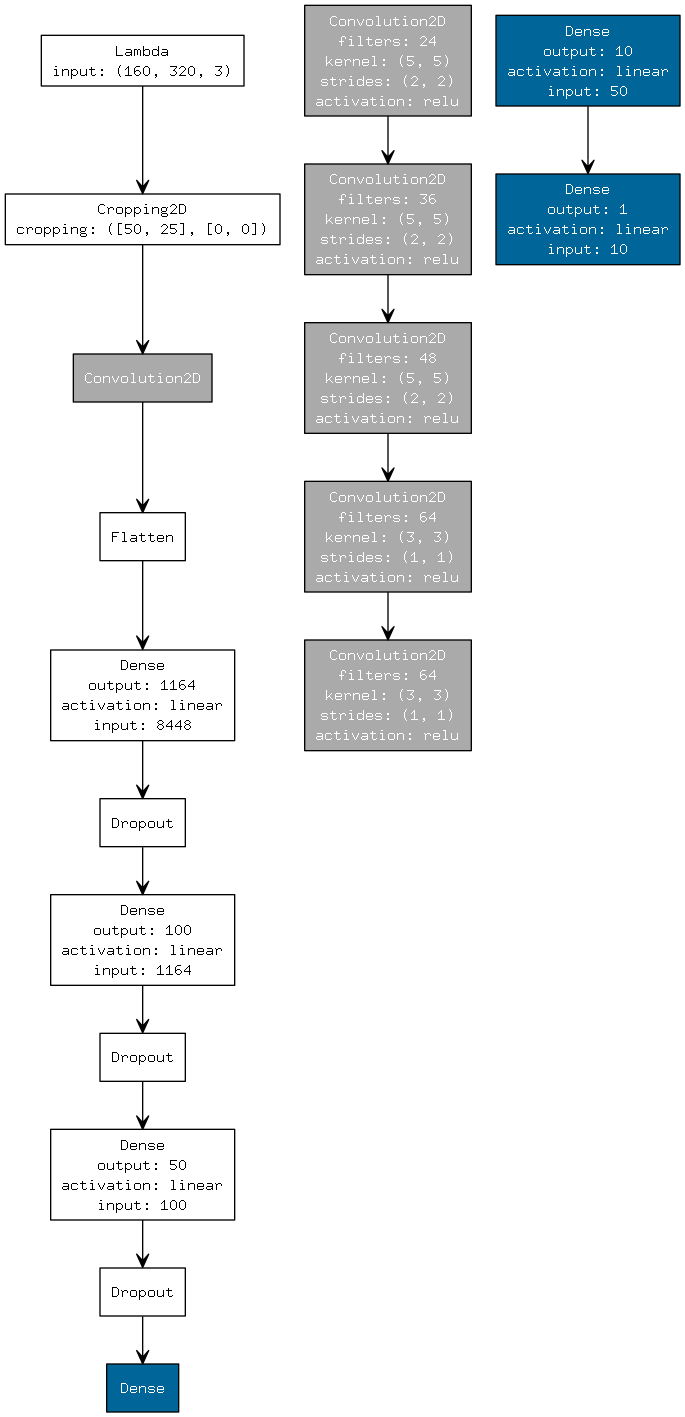 Lambda
input: (160, 320, 3)
Cropping2D
cropping: ([50, 25], [0, 0])
Convolution2D
Flatten
Dense
output: 1164
activation: linear
input: 8448
Dropout
Dense
output: 100
activation: linear
input: 1164
Dropout
Dense
output: 50
activation: linear
input: 100
Dropout
Dense
Convolution2D
filters: 24
kernel: (5, 5)
strides: (2, 2)
activation: relu
Convolution2D
filters: 36
kernel: (5, 5)
strides: (2, 2)
activation: relu
Convolution2D
filters: 48
kernel: (5, 5)
strides: (2, 2)
activation: relu
Convolution2D
filters: 64
kernel: (3, 3)
strides: (1, 1)
activation: relu
Convolution2D
filters: 64
kernel: (3, 3)
strides: (1, 1)
activation: relu
Dense
output: 10
activation: linear
input: 50
Dense
output: 1
activation: linear
input: 10